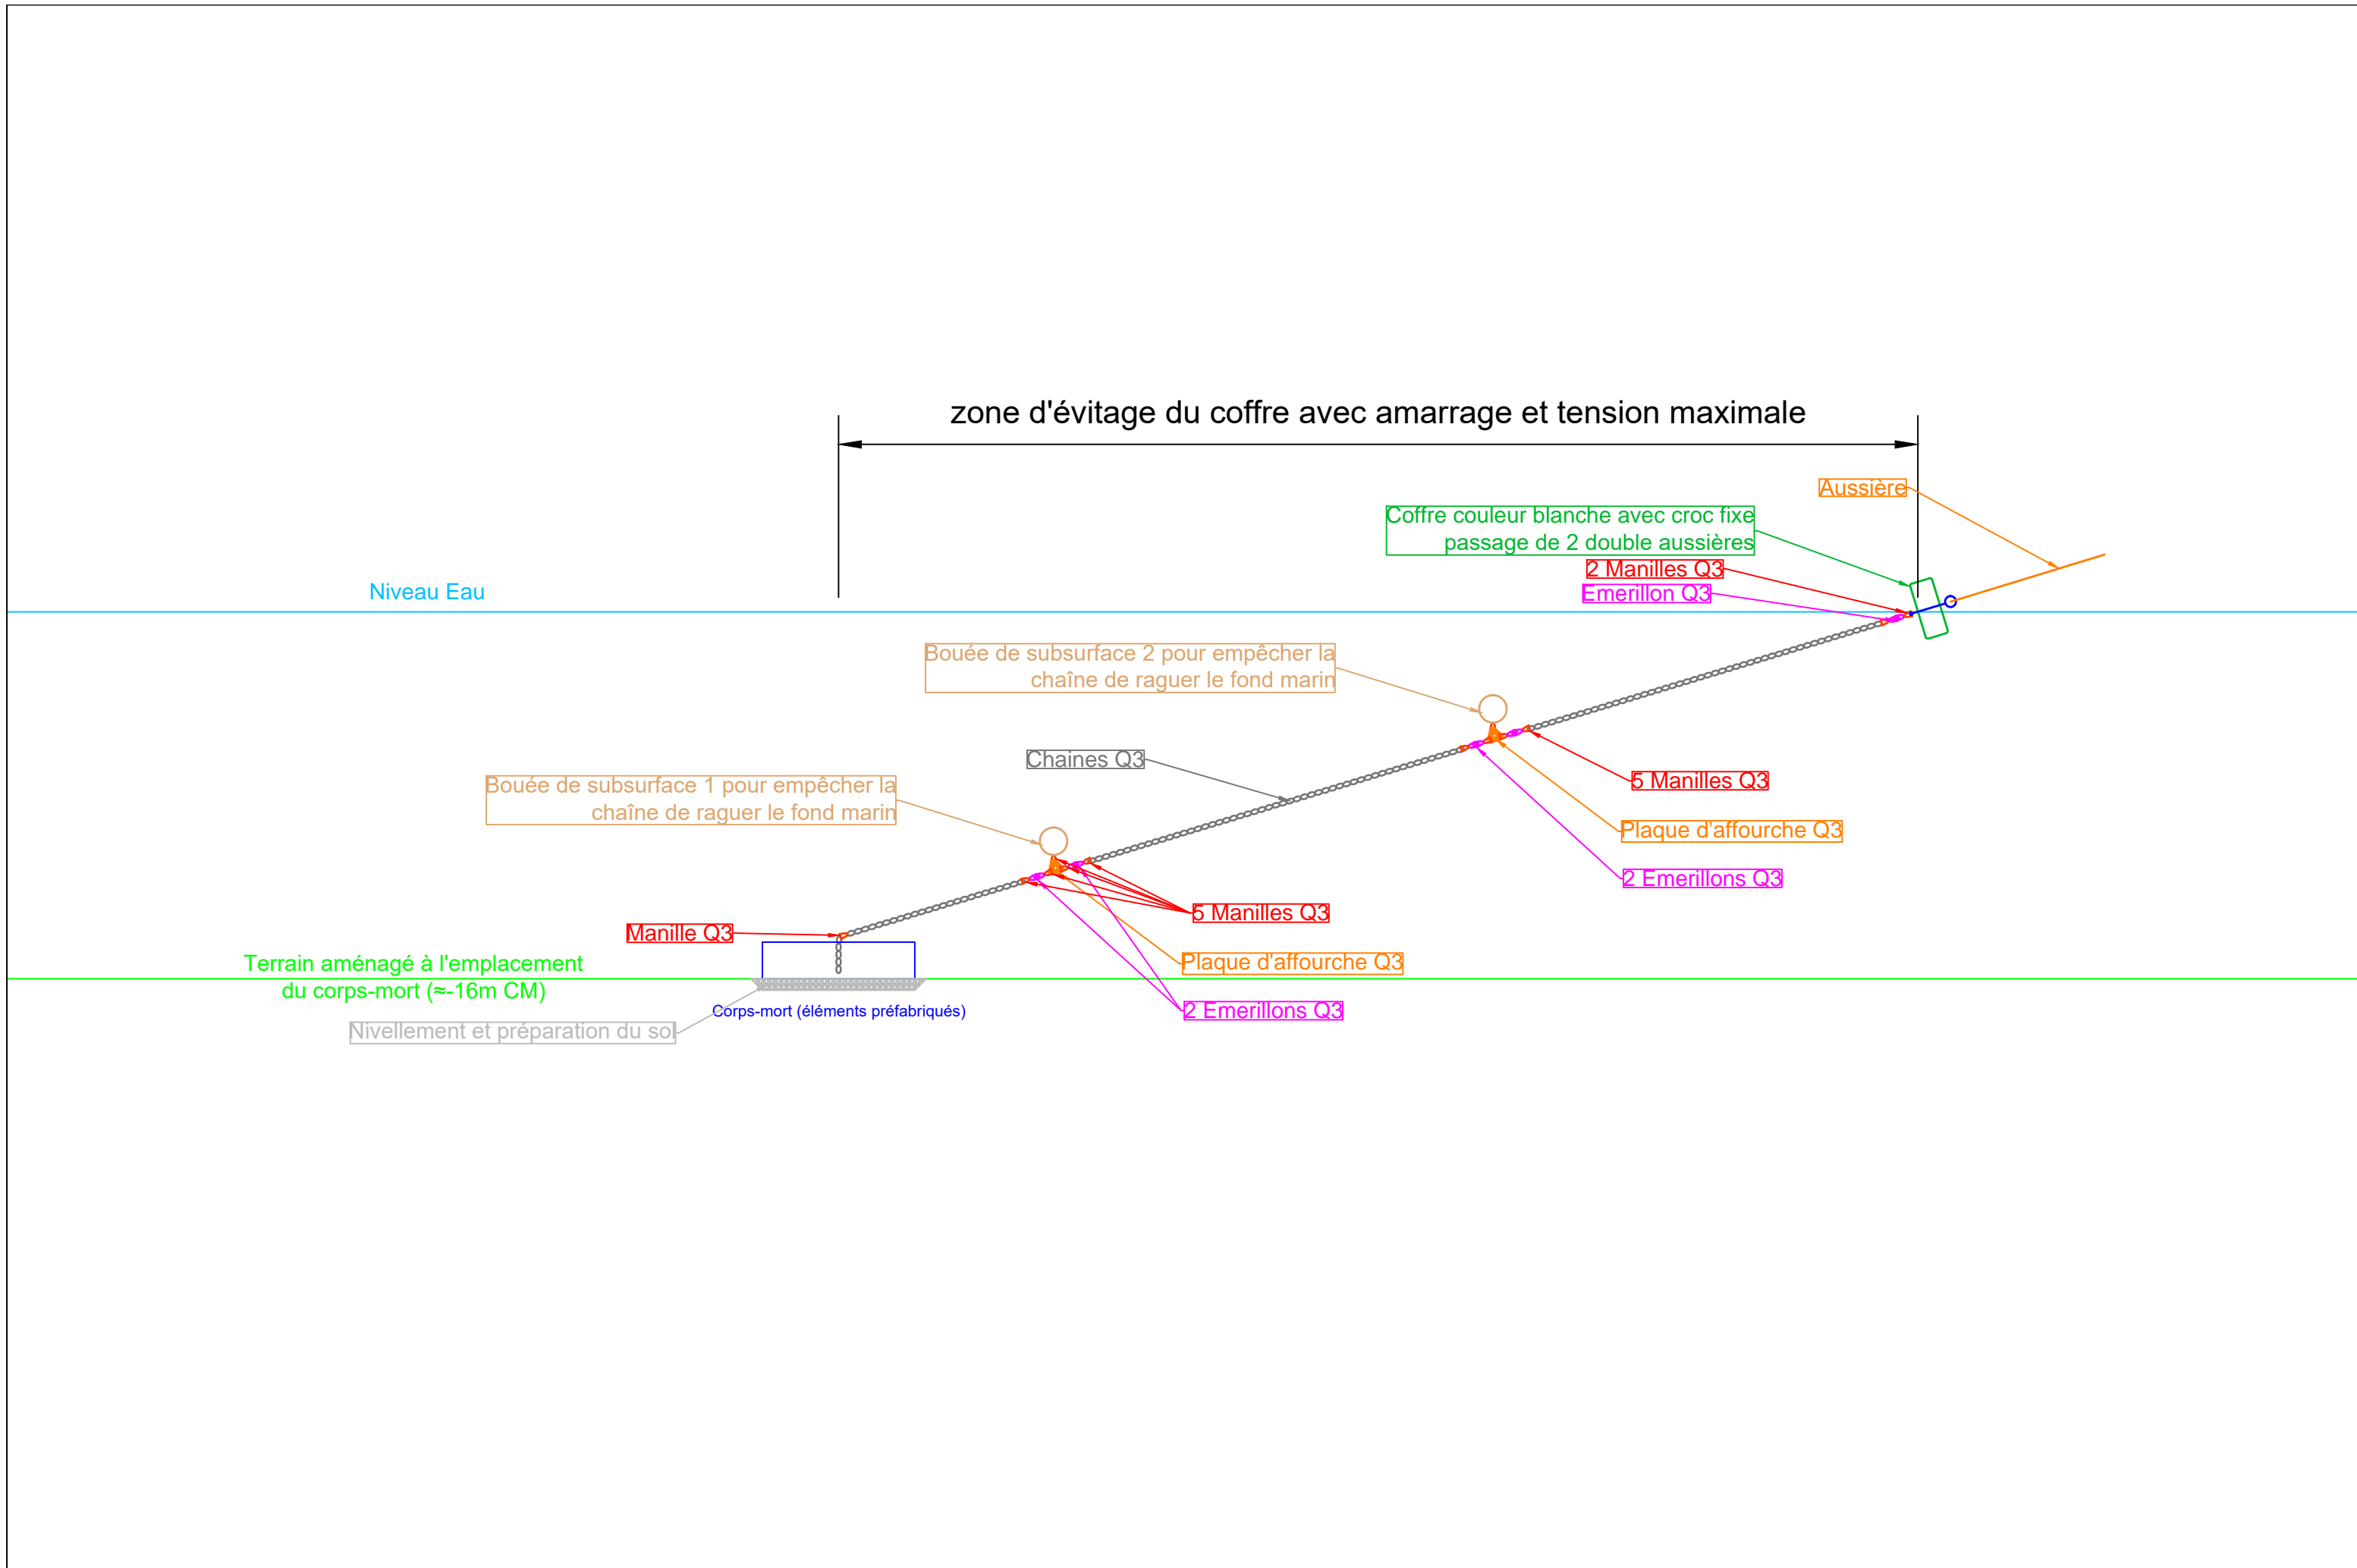 zone d'évitage du coffre avec amarrage et tension maximale
Aussière
Coffre couleur blanche avec croc fixe
passage de 2 double aussières
2 Manilles Q3
Emerillon Q3
Niveau Eau
Bouée de subsurface 2 pour empêcher la
chaîne de raguer le fond marin
Chaines Q3
5 Manilles Q3
Bouée de subsurface 1 pour empêcher la
chaîne de raguer le fond marin
Plaque d'affourche Q3
2 Emerillons Q3
5 Manilles Q3
Manille Q3
Plaque d'affourche Q3
Terrain aménagé à l'emplacement
du corps-mort (≈-16m CM)
2 Emerillons Q3
Corps-mort (éléments préfabriqués)
Nivellement et préparation du sol